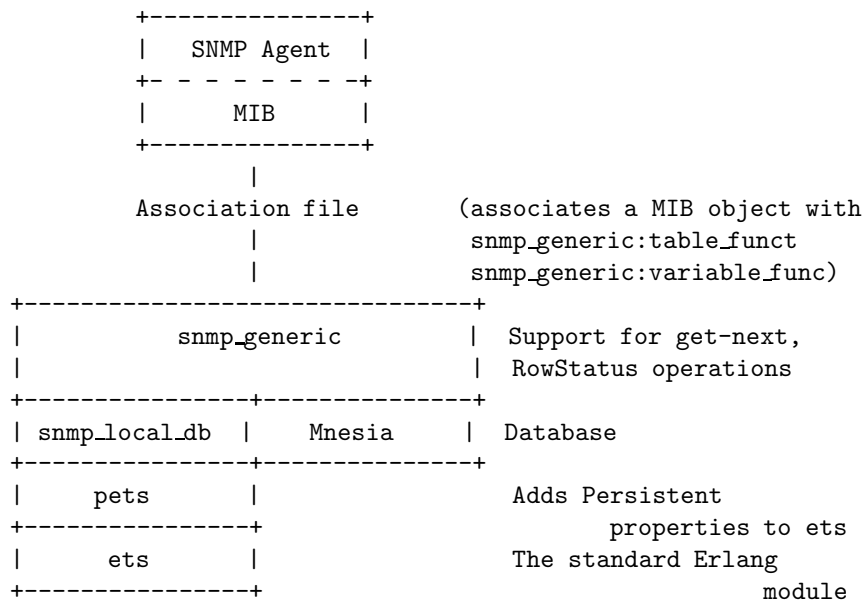 SNMP Agent
MIB
Association file (associates a MIB object with
snmp_generic:table_funct
snmp_generic:variable_func)
snmp_generic Support for get-next,
RowStatus operations
snmp_local_db Mnesia Database
pets Adds Persistent
properties to ets
ets The standard Erlang
module